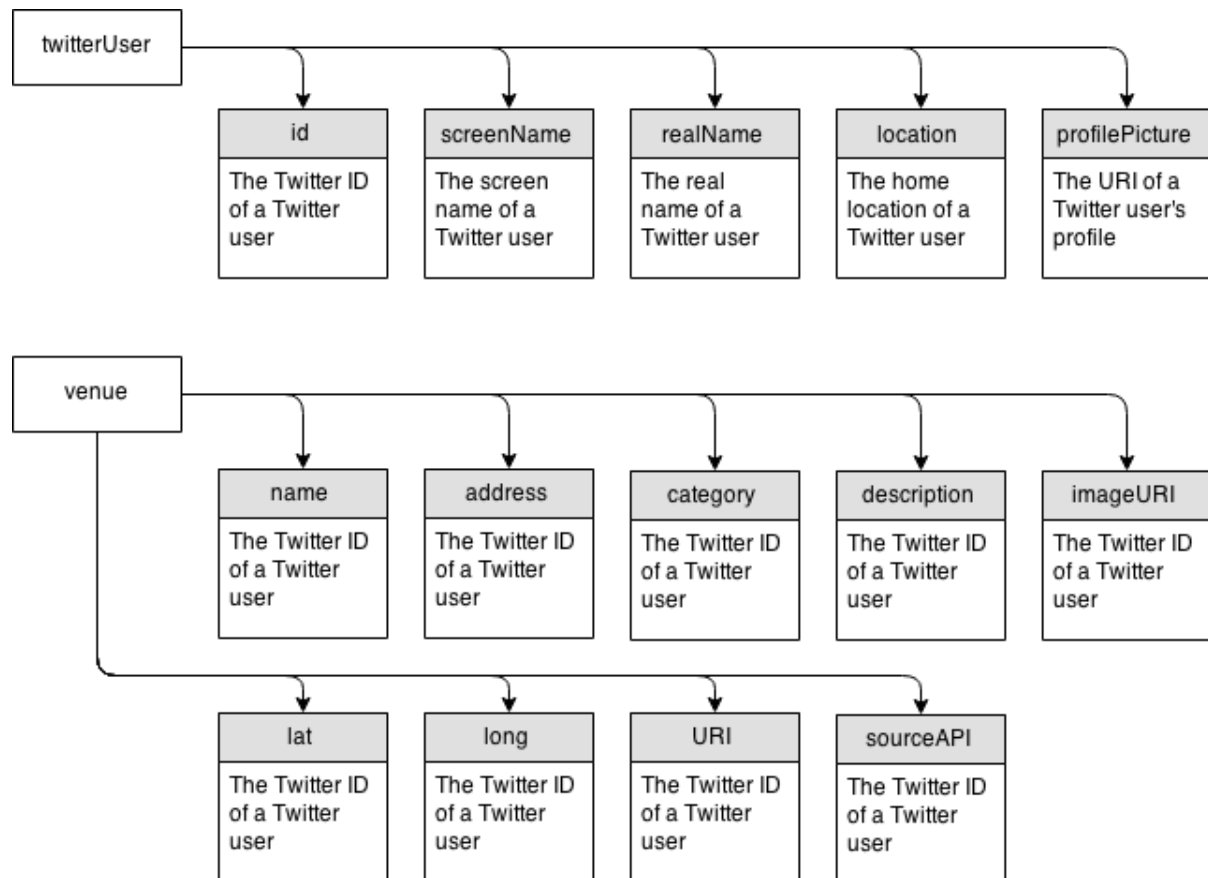 twitterUser
id
The Twitter ID
of a Twitter
user
screenName
The screen
name of a
Twitter user
realName
The real
name of a
Twitter user
location
The home
location of a
Twitter user
profilePicture
The URI of a
Twitter user's
profile
venue
name
The Twitter ID
of a Twitter
user
address
The Twitter ID
of a Twitter
user
category
The Twitter ID
of a Twitter
user
description
The Twitter ID
of a Twitter
user
imageURI
The Twitter ID
of a Twitter
user
lat
The Twitter ID
of a Twitter
user
long
The Twitter ID
of a Twitter
user
URI
The Twitter ID
of a Twitter
user
sourceAPI
The Twitter ID
of a Twitter
user